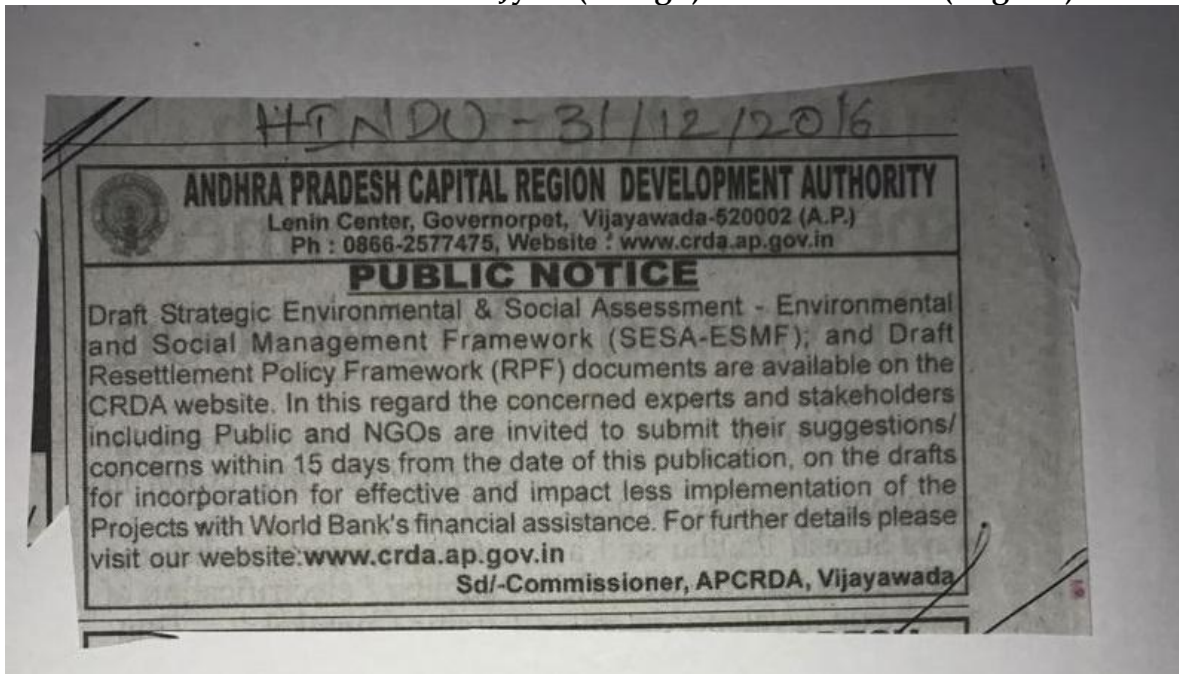 HINDU - 31/12/2016
ANDHRA PRADESH CAPITAL REGION DEVELOPMENT AUTHORITY
Lenin Center, Governorpet, Vijayawada-520002 (A.P.)
Ph : 0866-2577475, Website : www.crda.ap.gov.in
PUBLIC NOTICE
Draft Strategic Environmental & Social Assessment - Environmental
and Social Management Framework (SESA-ESMF); and Draft
Resettlement Policy Framework (RPF) documents are available on the
CRDA website. In this regard the concerned experts and stakeholders
including Public and NGOs are invited to submit their suggestions/
concerns within 15 days from the date of this publication, on the drafts
for incorporation for effective and impact less implementation of the
Projects with World Bank's financial assistance. For further details please
visit our website:www.crda.ap.gov.in
Sd/-Commissioner, APCRDA, Vijayawada